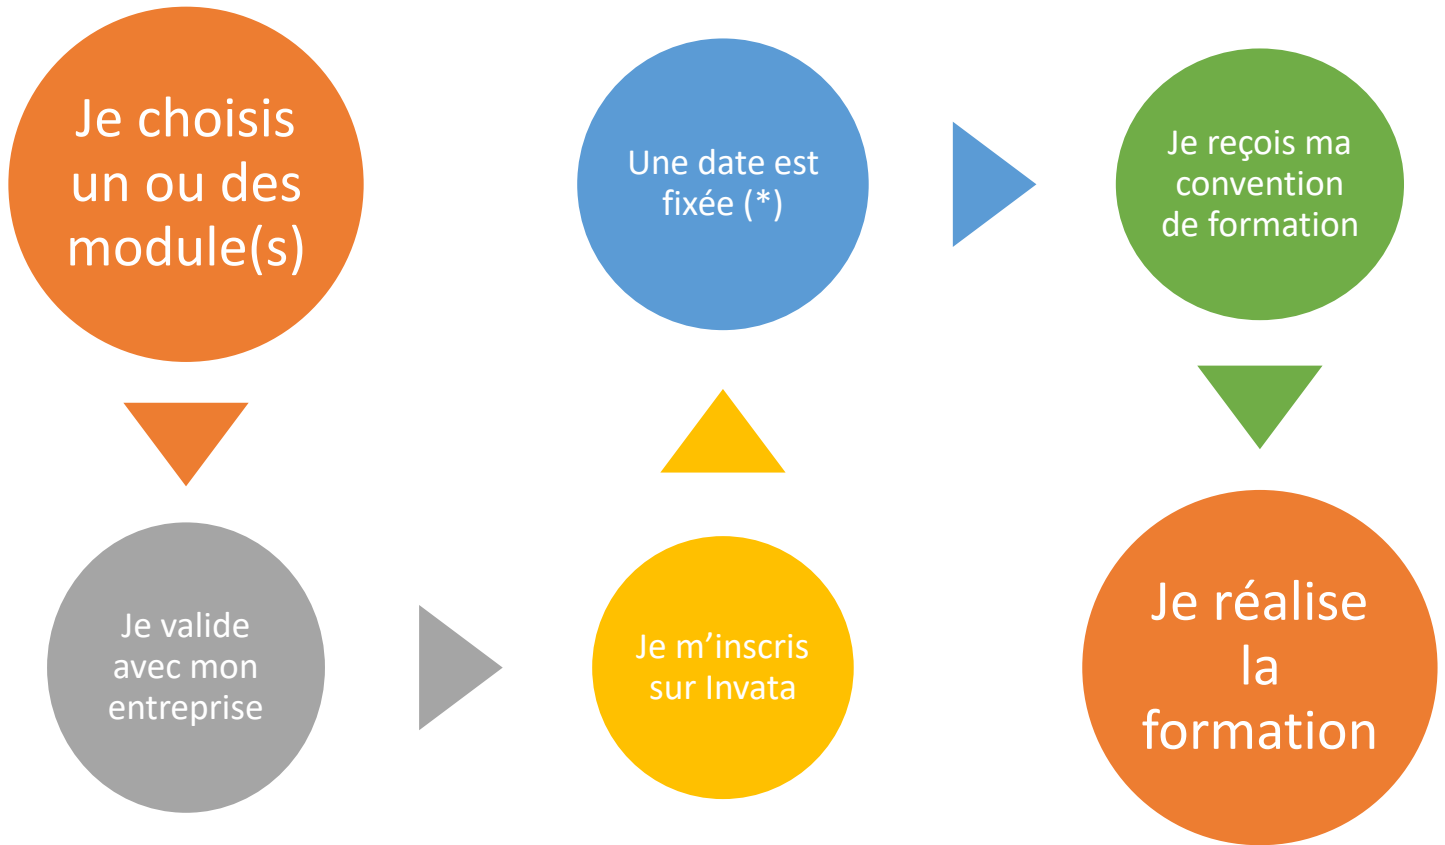 Je choisis
un ou des
module(s)
Je valide
avec mon
entreprise
Je m’inscris
sur Invata
Une date est
fixée (*)
Je reçois ma
convention
de formation
Je réalise
la
formation